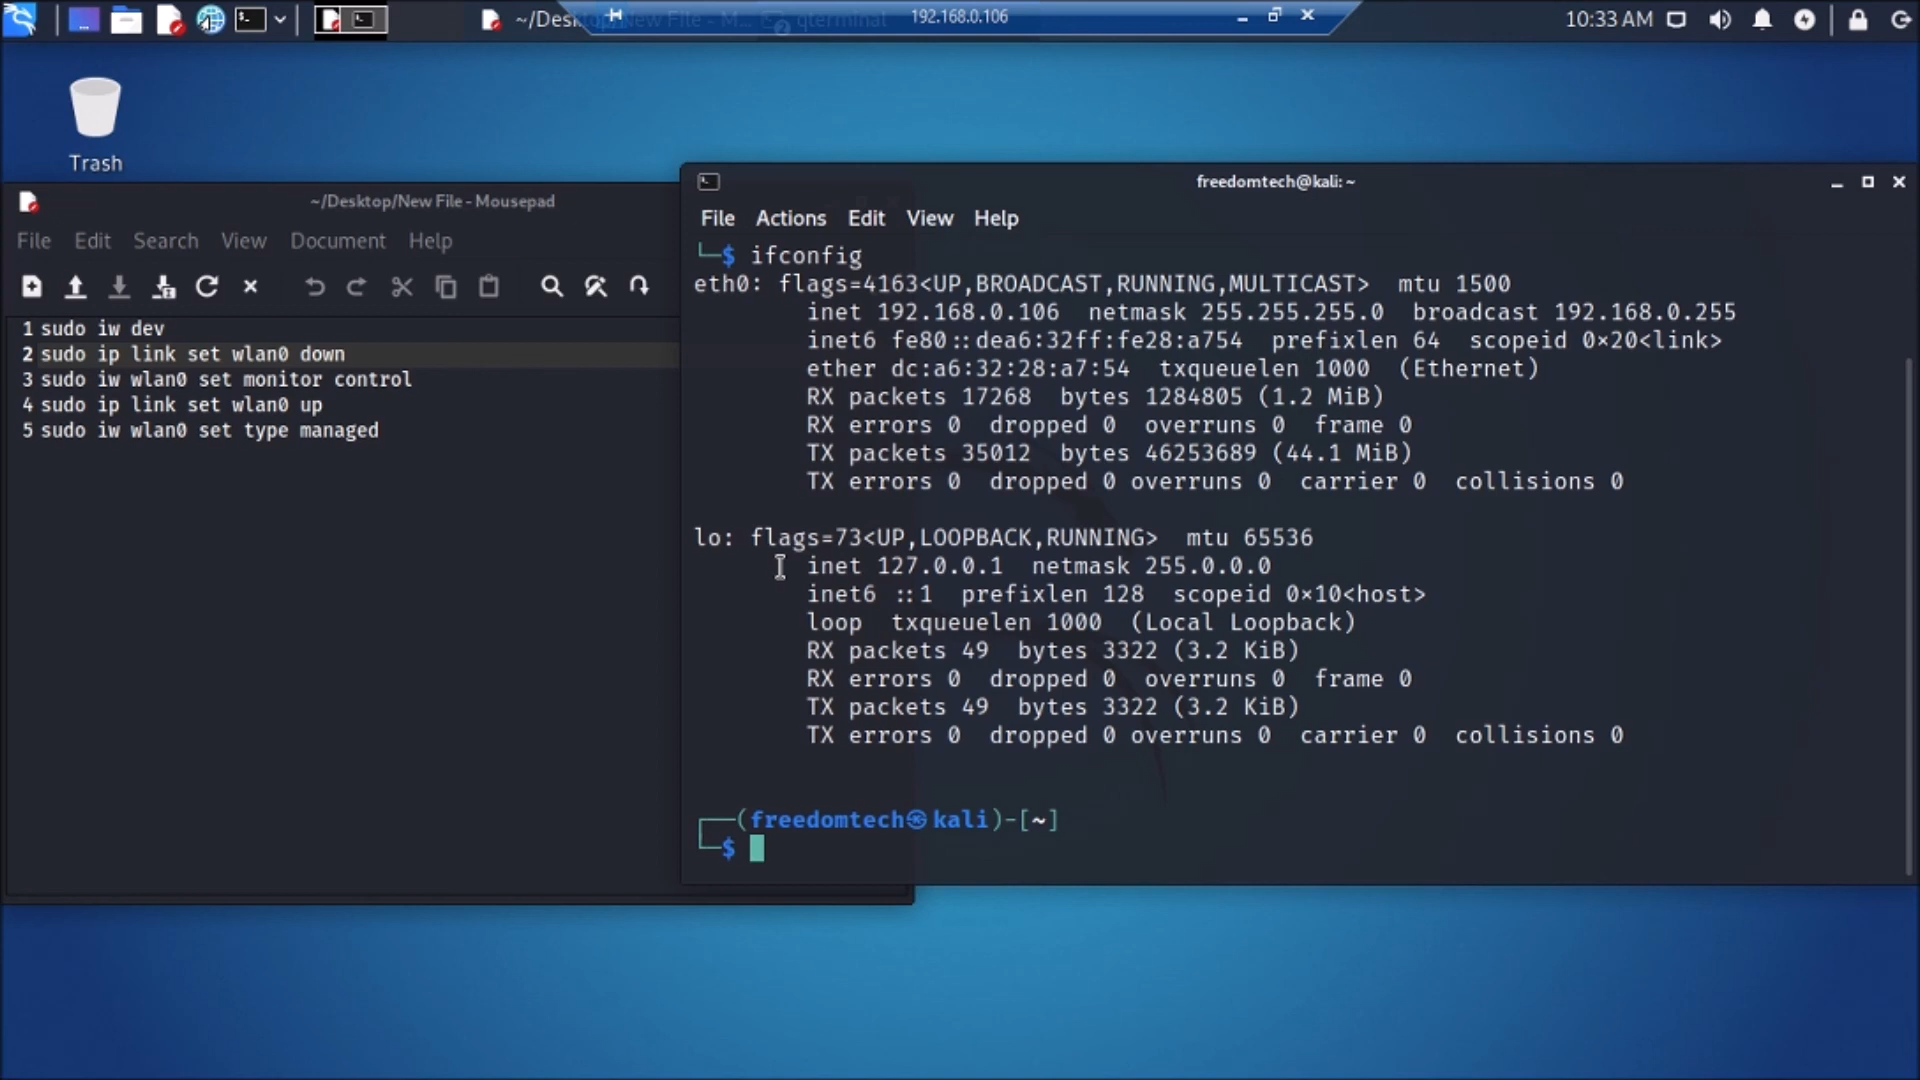 ~/Desktop/New File - M... qterminal
192.168.0.106
10:33 AM
Trash
~/Desktop/New File - Mousepad
File Edit Search View Document Help
1 sudo iw dev
2 sudo ip link set wlan0 down
3 sudo iw wlan0 set monitor control
4 sudo ip link set wlan0 up
5 sudo iw wlan0 set type managed
freedomtech@kali: ~
File Actions Edit View Help
└─$ ifconfig
eth0: flags=4163<UP,BROADCAST,RUNNING,MULTICAST>  mtu 1500
inet 192.168.0.106  netmask 255.255.255.0  broadcast 192.168.0.255
inet6 fe80::dea6:32ff:fe28:a754  prefixlen 64  scopeid 0×20<link>
ether dc:a6:32:28:a7:54  txqueuelen 1000  (Ethernet)
RX packets 17268  bytes 1284805 (1.2 MiB)
RX errors 0  dropped 0  overruns 0  frame 0
TX packets 35012  bytes 46253689 (44.1 MiB)
TX errors 0  dropped 0 overruns 0  carrier 0  collisions 0
lo: flags=73<UP,LOOPBACK,RUNNING>  mtu 65536
inet 127.0.0.1  netmask 255.0.0.0
inet6 ::1  prefixlen 128  scopeid 0×10<host>
loop  txqueuelen 1000  (Local Loopback)
RX packets 49  bytes 3322 (3.2 KiB)
RX errors 0  dropped 0  overruns 0  frame 0
TX packets 49  bytes 3322 (3.2 KiB)
TX errors 0  dropped 0 overruns 0  carrier 0  collisions 0
┌──(freedomtech㉿kali)-[~]
└─$